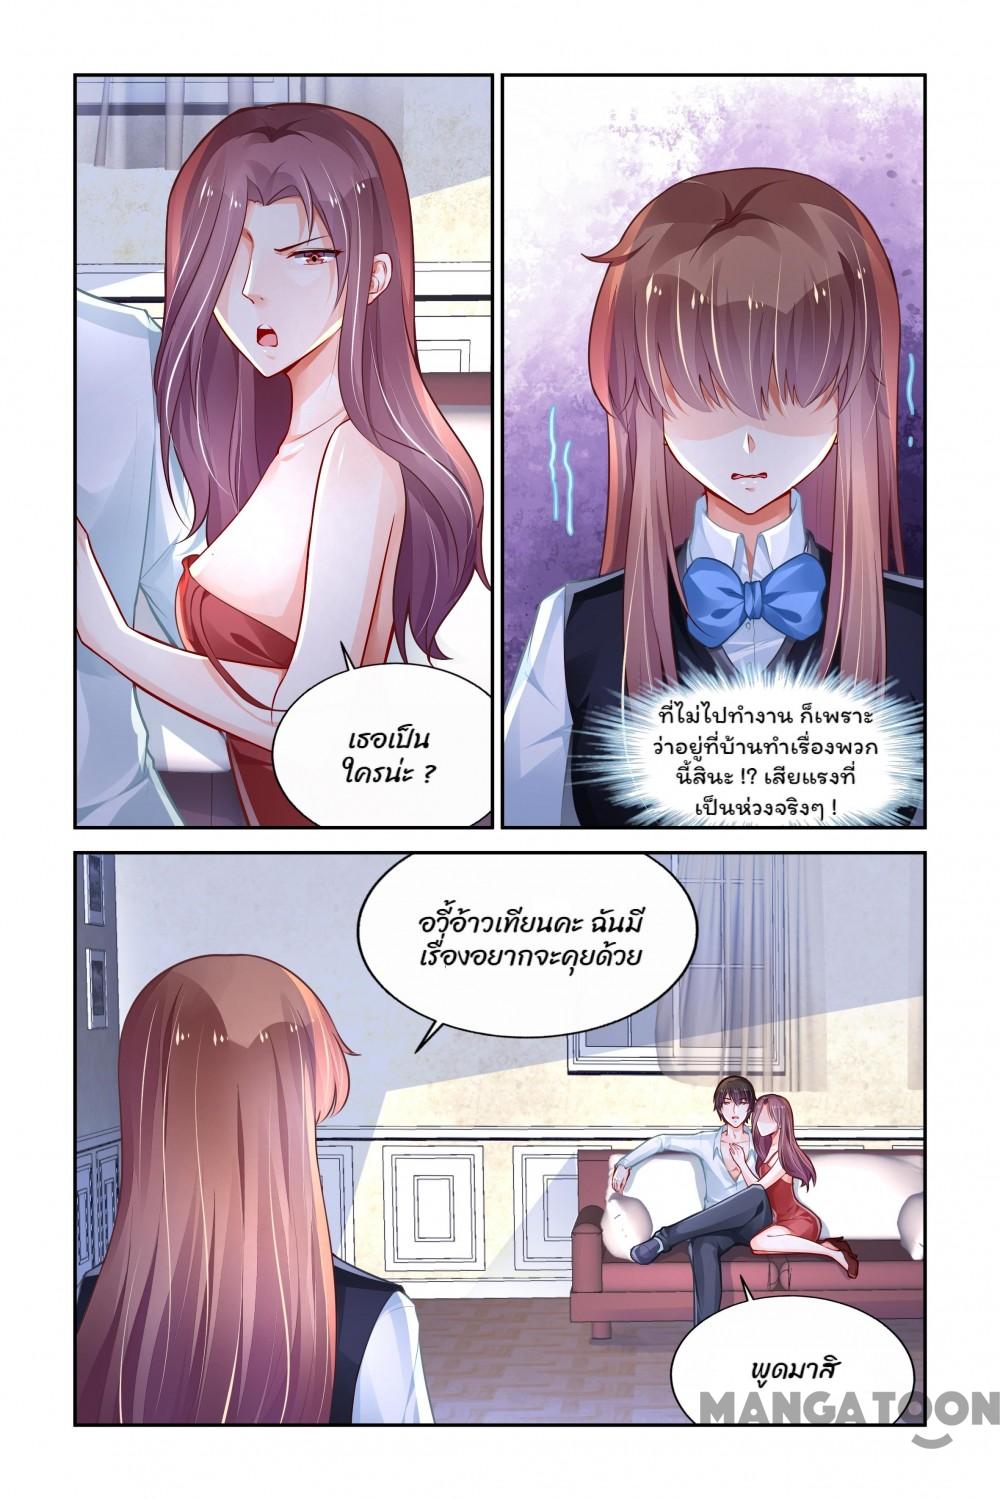 เธอเป็น
ใครน่ะ ?
ที่ไม่ไปทำงาน ก็เพราะ
ว่าอยู่ที่บ้านทำเรื่องพวก
นี้สินะ !? เสียแรงที่
เป็นห่วงจริงๆ !
อวี้อ้าวเทียนคะ ฉันมี
เรื่องอยากจะคุยด้วย
พูดมาสิ
MANGATOON